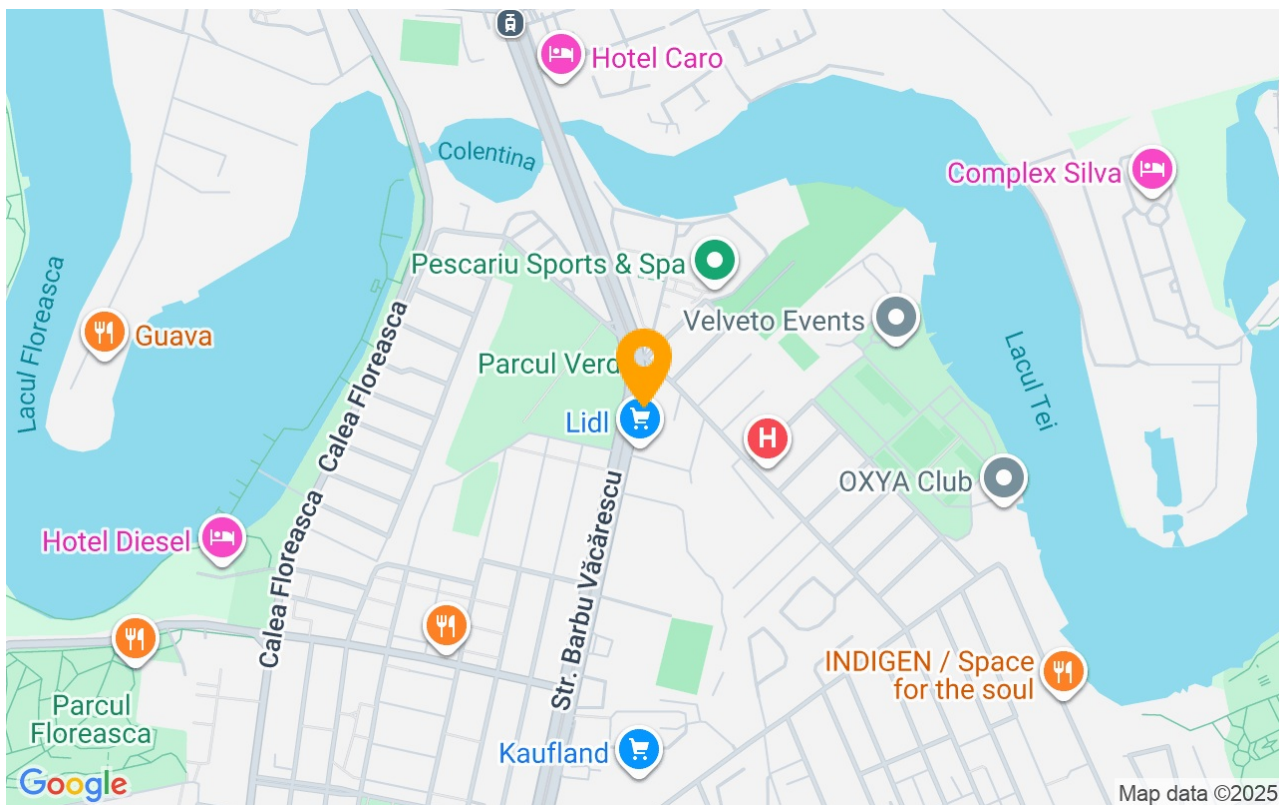 Hotel Caro
Colentina
Complex Silva
Pescariu Sports & Spa
Lacul Floreasca
Guava
Velveto Events
Calea Floreasca
Parcul Verd
Lacul Tei
Lidl
H
OXYA Club
Calea Floreasca
Hotel Diesel
Str. Barbu Văcărescu
INDIGEN / Space
for the soul
Parcul
Floreasca
Kaufland
Google
Map data ©2025